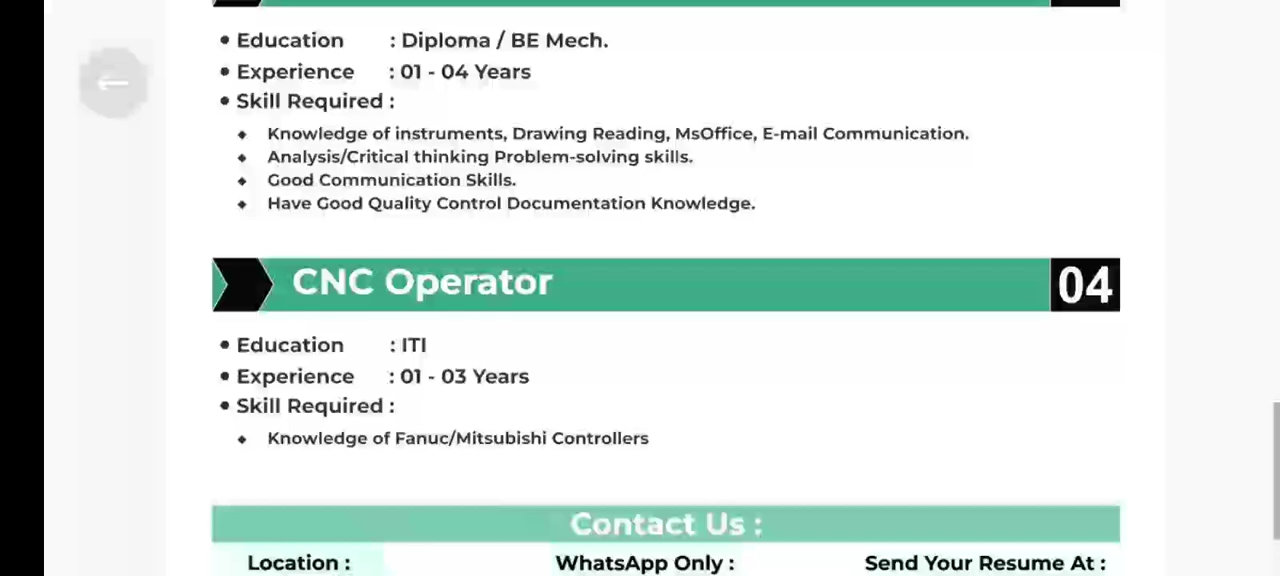 • Education : Diploma / BE Mech.
• Experience : 01 - 04 Years
• Skill Required :
◆ Knowledge of instruments, Drawing Reading, MsOffice, E-mail Communication.
◆ Analysis/Critical thinking Problem-solving skills.
◆ Good Communication Skills.
◆ Have Good Quality Control Documentation Knowledge.
CNC Operator 04
• Education : ITI
• Experience : 01 - 03 Years
• Skill Required :
◆ Knowledge of Fanuc/Mitsubishi Controllers
Contact Us :
Location : WhatsApp Only : Send Your Resume At :